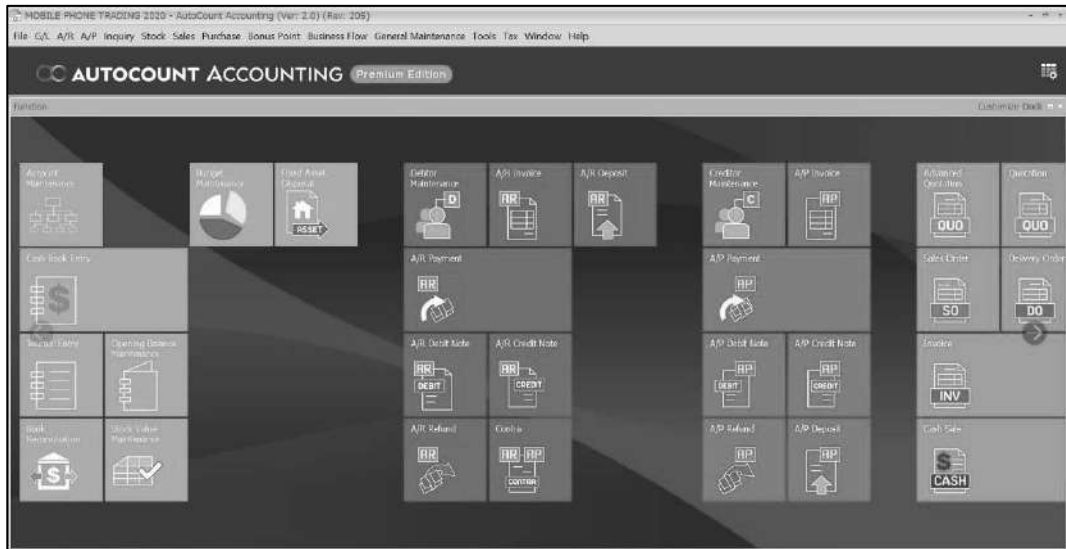 MOBILE PHONE TRADING 2020 - AutoCount Accounting (Ver: 2.0) (Rev: 205)
File G/L A/R A/P Inquiry Stock Sales Purchase Bonus Point Business Flow General Maintenance Tools Tax Window Help
AUTOCOUNT ACCOUNTING Premium Edition
Function
Customize Dock
Account Maintenance
Budget Maintenance
Fixed Asset Disposal
ASSET
Debtor Maintenance
D
A/R Invoice
AR
A/R Deposit
AR
Creditor Maintenance
C
A/P Invoice
AP
Advanced Quotation
QUO
Quotation
QUO
Cash Book Entry
$
A/R Payment
AR
A/P Payment
AP
Sales Order
SO
Delivery Order
DO
Journal Entry
Opening Balance Maintenance
A/R Debit Note
AR
DEBIT
A/R Credit Note
AR
CREDIT
A/P Debit Note
AP
DEBIT
A/P Credit Note
AP
CREDIT
Invoice
INV
Bank Reconciliation
$
Stock Value Maintenance
A/R Refund
AR
Contra
AR AP
CONTRA
A/P Refund
AP
A/P Deposit
AP
Cash Sale
$
CASH